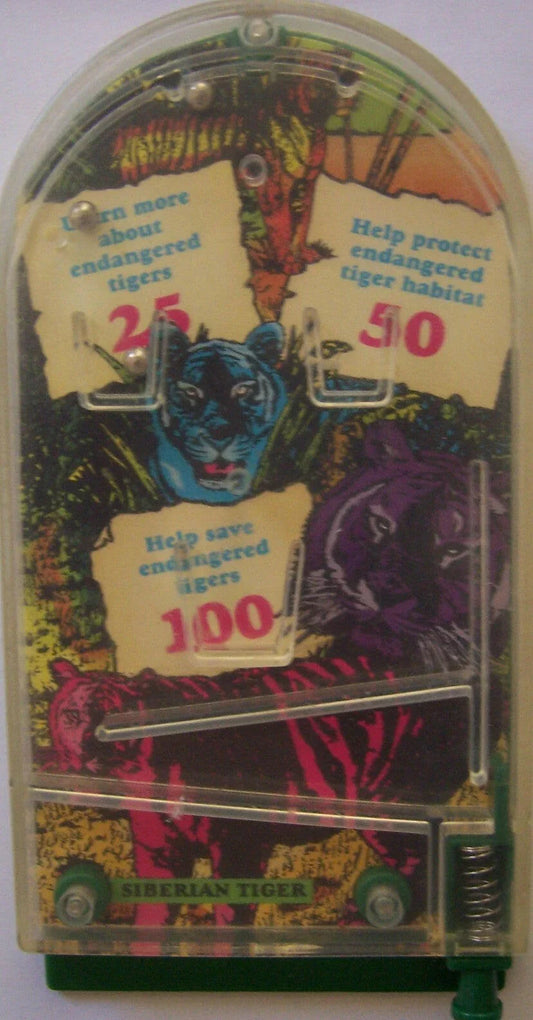 Learn more
about
endangered
tigers
25
Help protect
endangered
tiger habitat
50
Help save
endangered
tigers
100
SIBERIAN TIGER